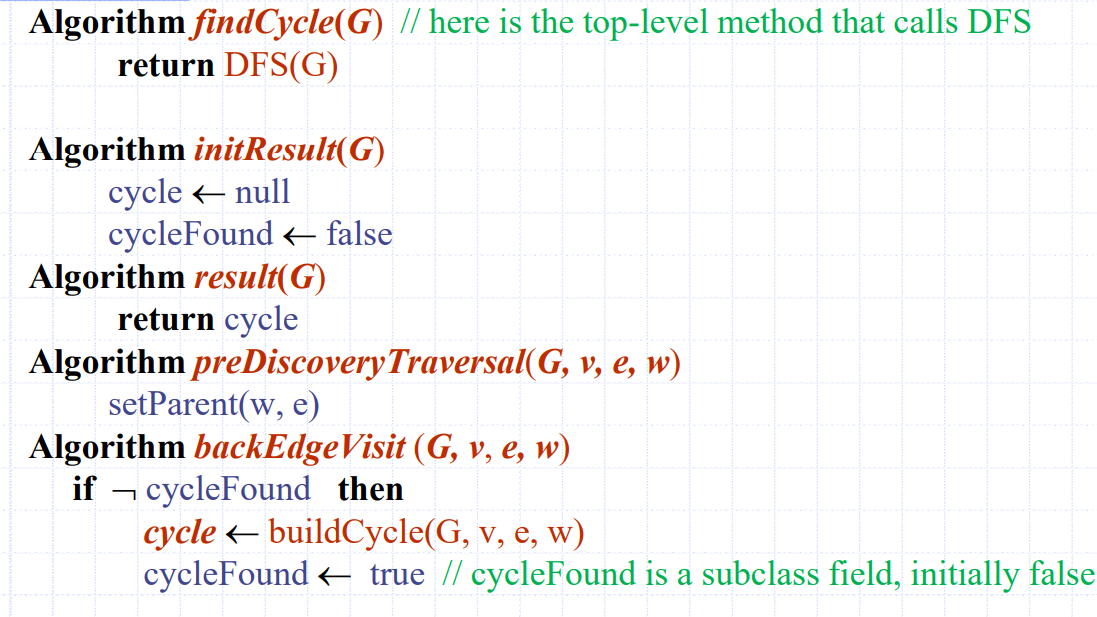 Algorithm findCycle(G) // here is the top-level method that calls DFS
return DFS(G)
Algorithm initResult(G)
cycle ← null
cycleFound ← false
Algorithm result(G)
return cycle
Algorithm preDiscoveryTraversal(G, v, e, w)
setParent(w, e)
Algorithm backEdgeVisit (G, v, e, w)
if ¬ cycleFound then
cycle ← buildCycle(G, v, e, w)
cycleFound ← true // cycleFound is a subclass field, initially false